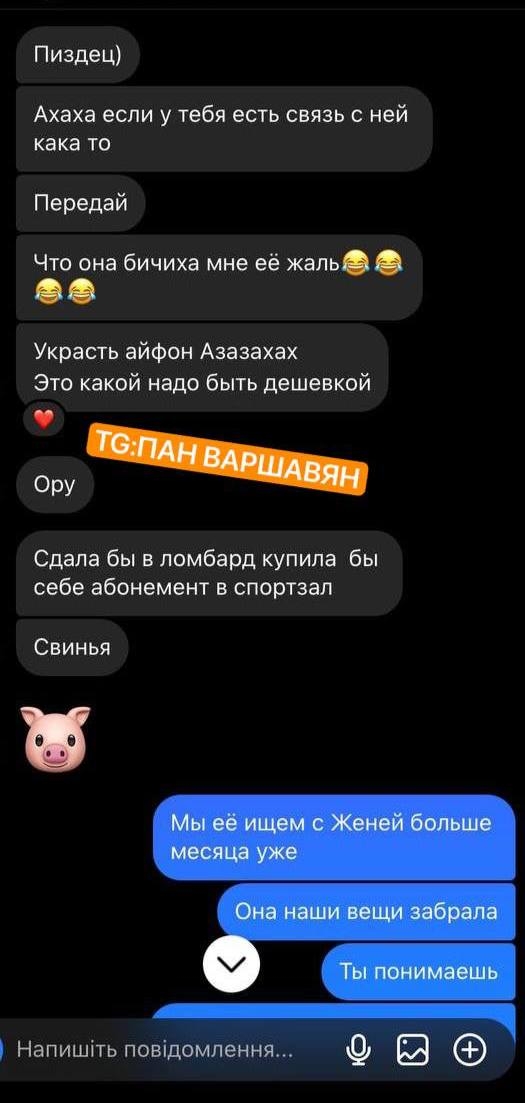 Пиздец)
Ахаха если у тебя есть связь с ней
кака то
Передай
Что она бичиха мне её жаль😂😂
😂😂
Украсть айфон Азазахах
Это какой надо быть дешевкой
TG:ПАН ВАРШАВЯН
Ору
Сдала бы в ломбард купила бы
себе абонемент в спортзал
Свинья
Мы её ищем с Женей больше
месяца уже
Она наши вещи забрала
Ты понимаешь
Напишіть повідомлення...